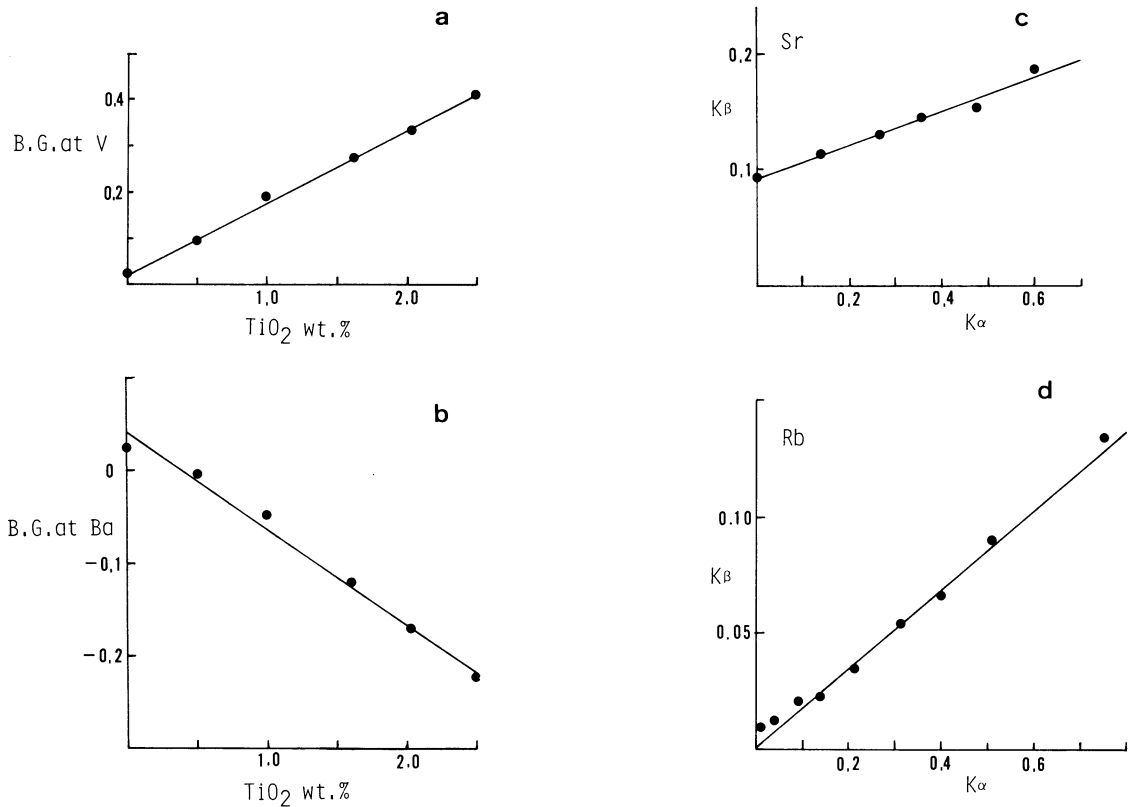 a
0,4
B.G.at V
0,2
1,0
2.0
TiO2 wt.%
b
0
B.G.at Ba
−0,1
−0,2
1.0
2.0
TiO2 wt.%
c
Sr
0,2
Kβ
0,1
0,2
0,4
0,6
Kα
d
Rb
0.10
Kβ
0,05
0,2
0,4
0,6
Kα